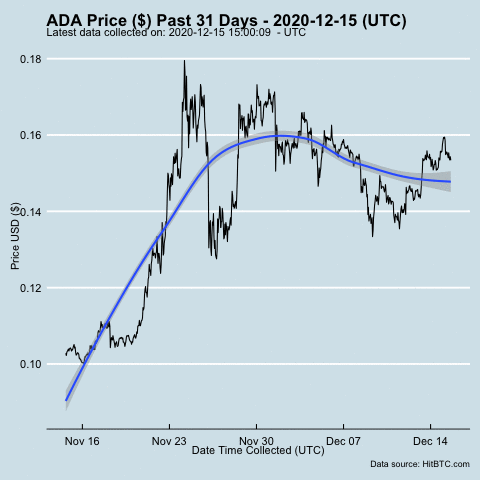 ADA Price ($) Past 31 Days - 2020-12-15 (UTC)
Latest data collected on: 2020-12-15 15:00:09 - UTC
0.18
0.16
0.14
0.12
0.10
Price USD ($)
Nov 16 Nov 23 Nov 30 Dec 07 Dec 14
Date Time Collected (UTC)
Data source: HitBTC.com